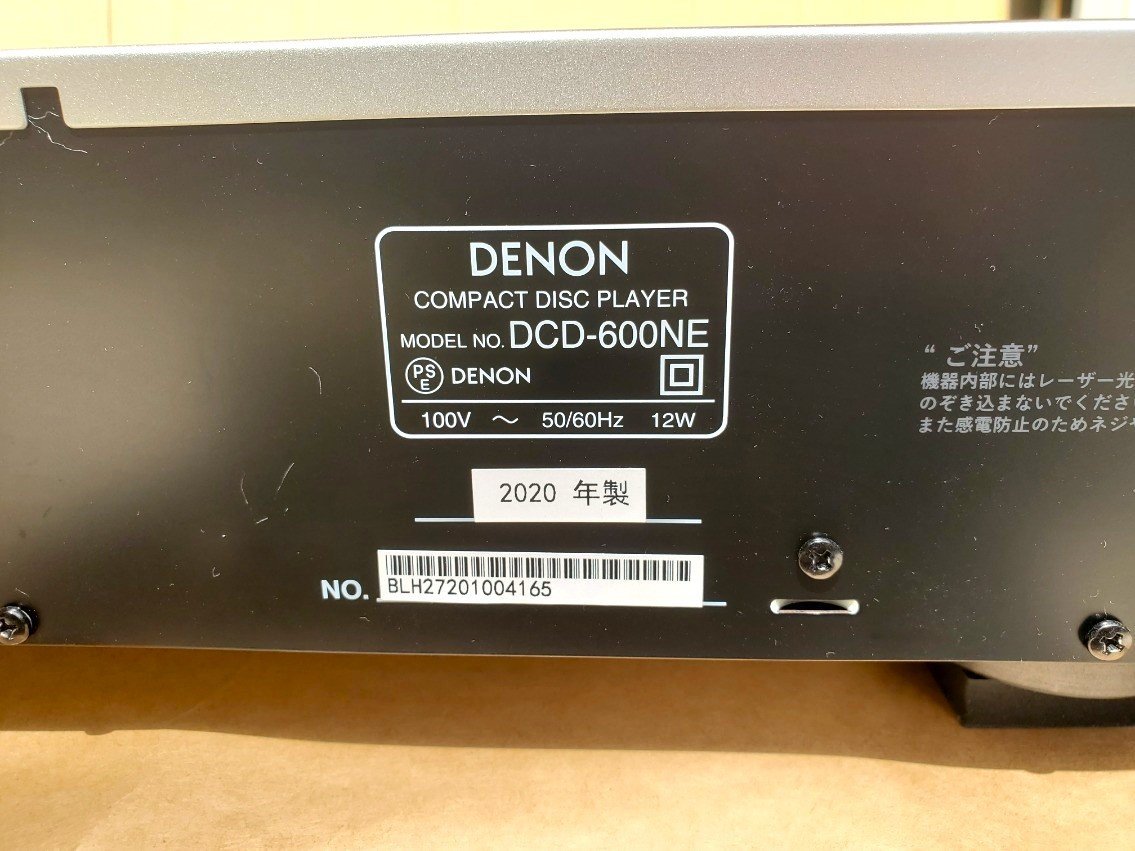 DENON
COMPACT DISC PLAYER
MODEL NO. DCD-600NE
PS
E
DENON
100V ～ 50/60Hz 12W
2020 年製
NO. BLH27201004165
“ ご注意”
機器内部にはレーザー光
のぞき込まないでくださ
また感電防止のためネジ